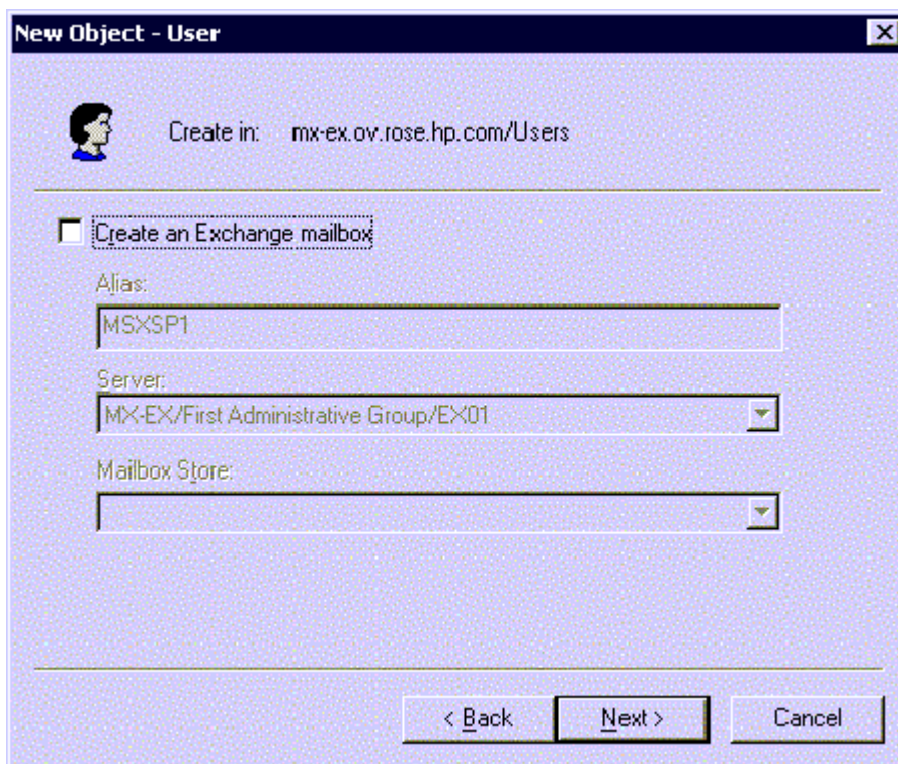 New Object - User
Create in: mx-ex.ov.rose.hp.com/Users
Create an Exchange mailbox
Alias:
MSXSP1
Server:
MX-EX/First Administrative Group/EX01
Mailbox Store:
< Back Next > Cancel